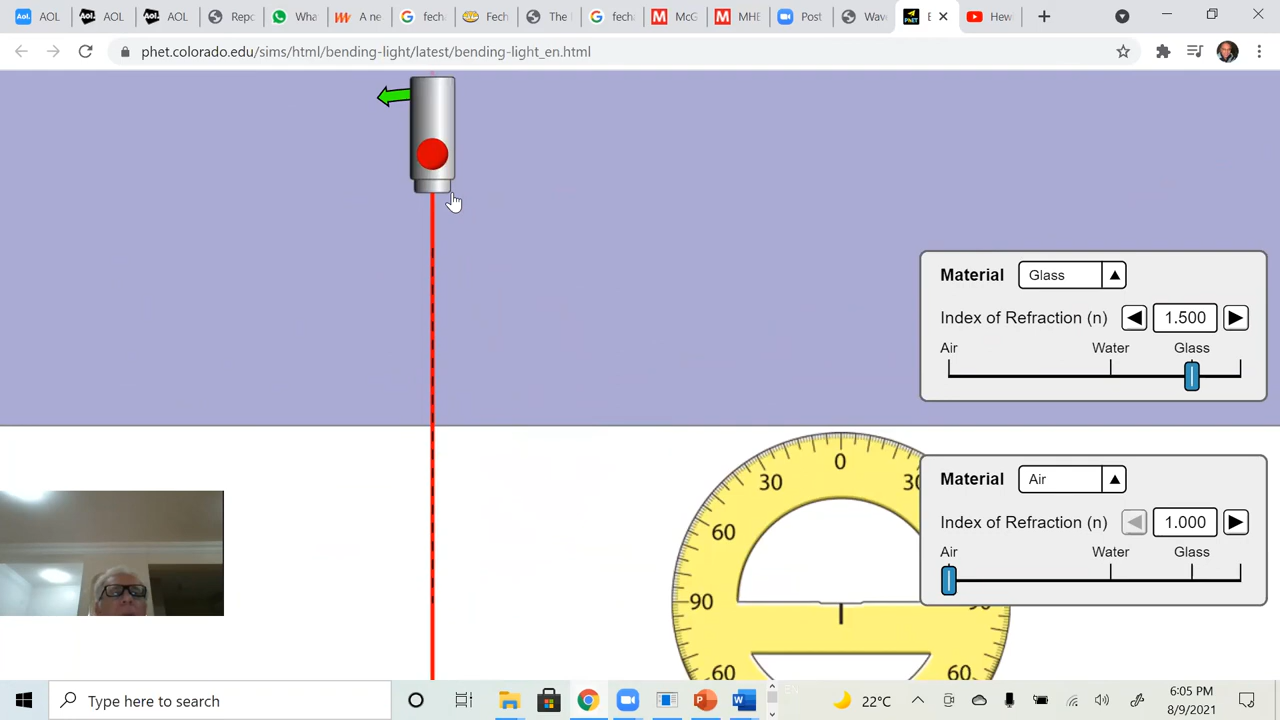 AOL
AOL
AOL
Repo
Wha
A ne
fech
Fech
The
fech
McG
MHE
Post
Wav
PhET
E
Hew
phet.colorado.edu/sims/html/bending-light/latest/bending-light_en.html
Material Glass
Index of Refraction (n) 1.500
Air Water Glass
0
30 30
60
90
60 60
Material Air
Index of Refraction (n) 1.000
Air Water Glass
Type here to search
22°C
6:05 PM
8/9/2021